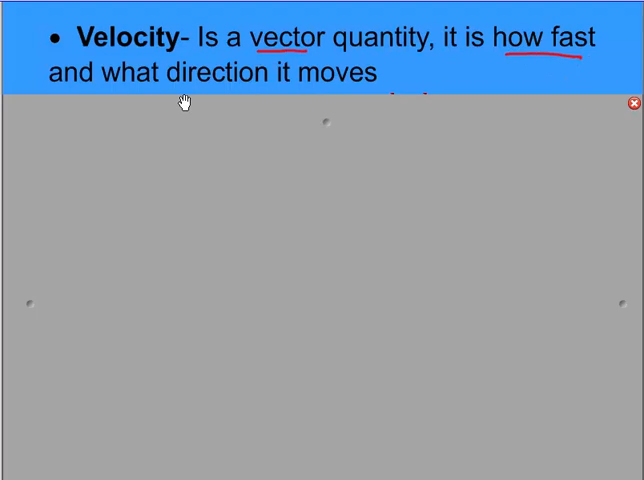 • Velocity- Is a vector quantity, it is how fast
and what direction it moves